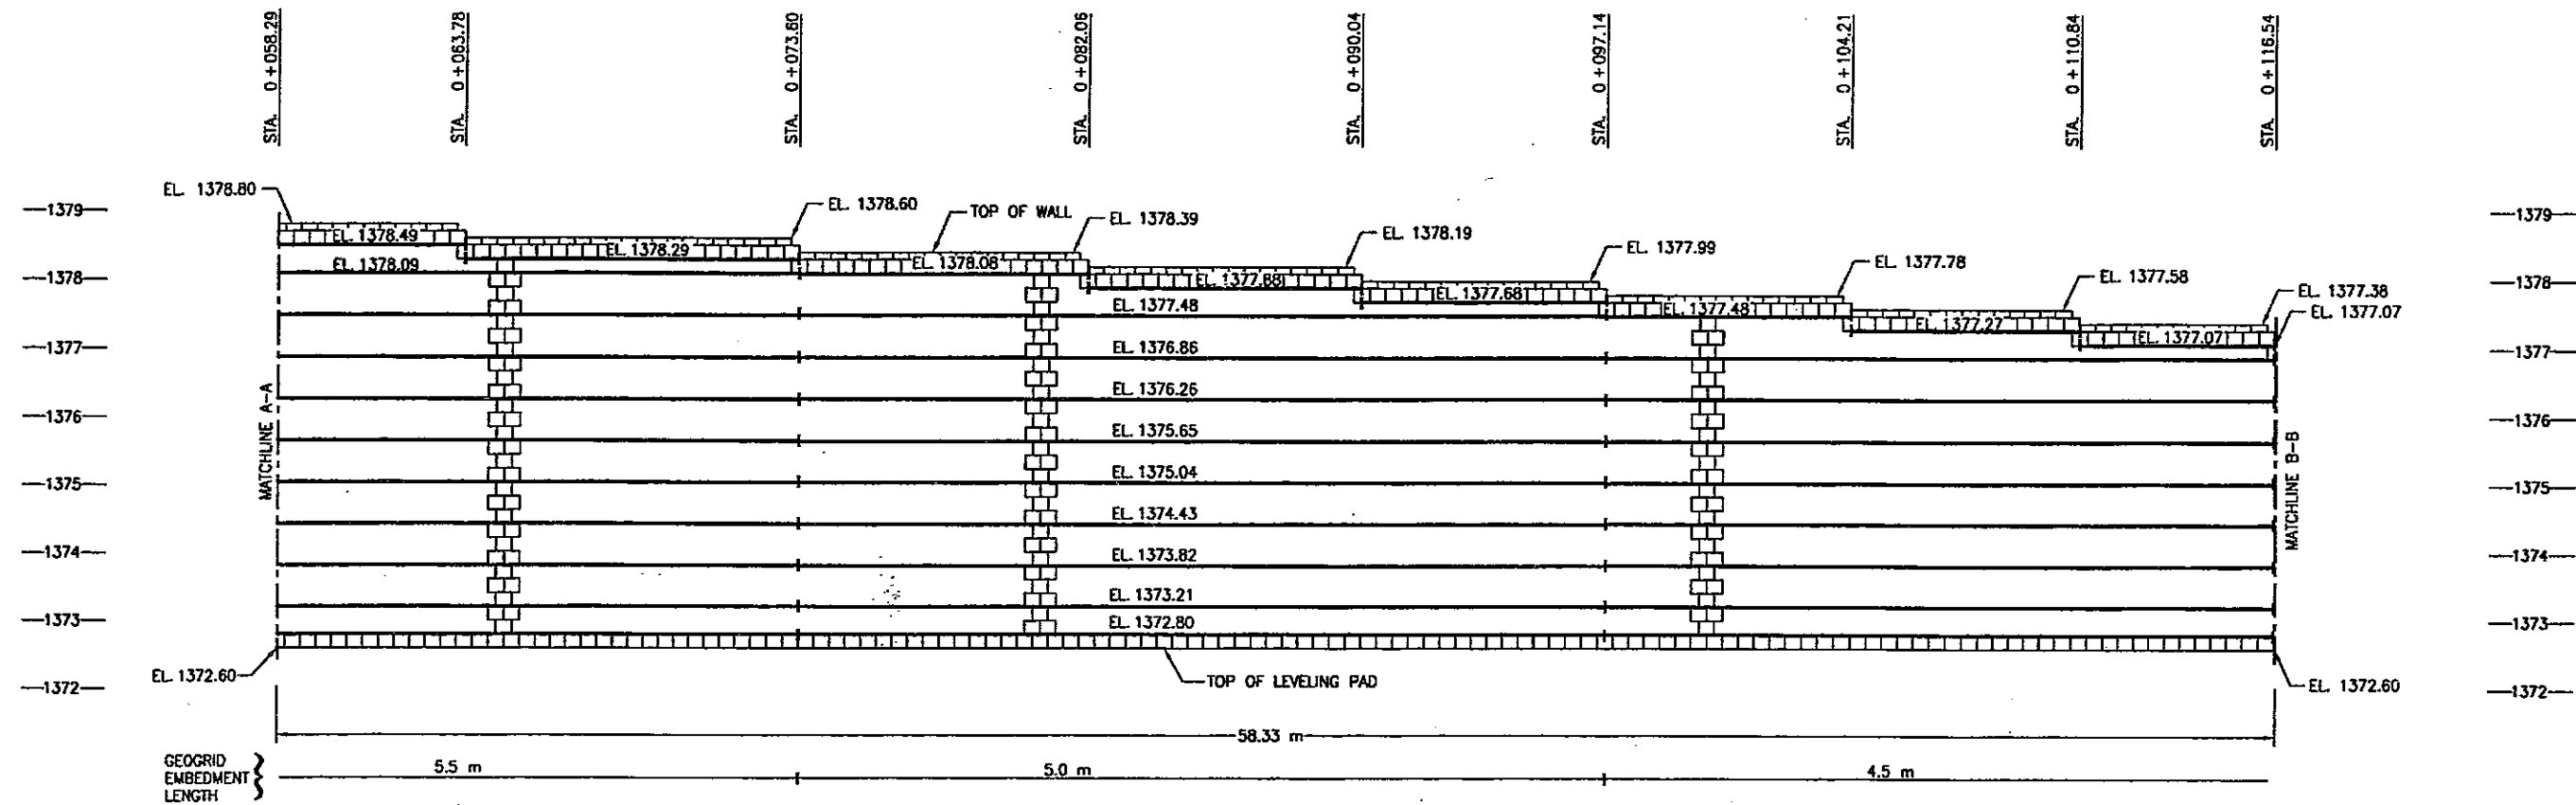 STA. 0+058.29
STA. 0+063.78
STA. 0+073.60
STA. 0+082.06
STA. 0+090.04
STA. 0+097.14
STA. 0+104.21
STA. 0+110.84
STA. 0+116.54
EL. 1378.80
1379
EL. 1378.60
TOP OF WALL
EL. 1378.39
EL. 1378.19
EL. 1377.99
EL. 1377.78
EL. 1377.58
EL. 1377.38
EL. 1377.07
1379
EL. 1378.49
EL. 1378.29
EL. 1378.08
EL. 1377.88
EL. 1377.68
EL. 1377.48
EL. 1377.27
EL. 1377.07
1378
EL. 1378.09
1378
EL. 1377.48
1377
EL. 1376.86
1377
EL. 1376.26
1376
1376
EL. 1375.65
MATCHLINE A-A
MATCHLINE B-B
1375
EL. 1375.04
1375
EL. 1374.43
1374
EL. 1373.82
1374
EL. 1373.21
1373
EL. 1372.80
1373
EL. 1372.60
1372
TOP OF LEVELING PAD
EL. 1372.60
1372
58.33 m
GEOGRID
EMBEDMENT
LENGTH
5.5 m
5.0 m
4.5 m